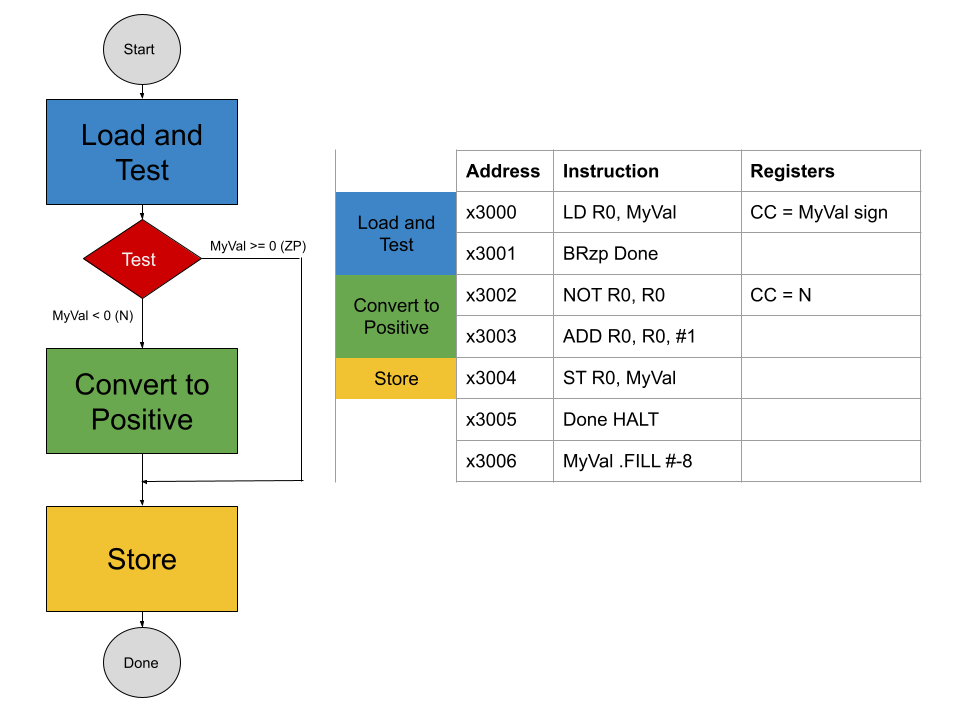 Start
Load and
Test
Test
MyVal >= 0 (ZP)
MyVal < 0 (N)
Convert to
Positive
Store
Done
Address Instruction Registers
Load and
Test
x3000 LD R0, MyVal CC = MyVal sign
x3001 BRzp Done
Convert to
Positive
x3002 NOT R0, R0 CC = N
x3003 ADD R0, R0, #1
Store x3004 ST R0, MyVal
x3005 Done HALT
x3006 MyVal .FILL #-8